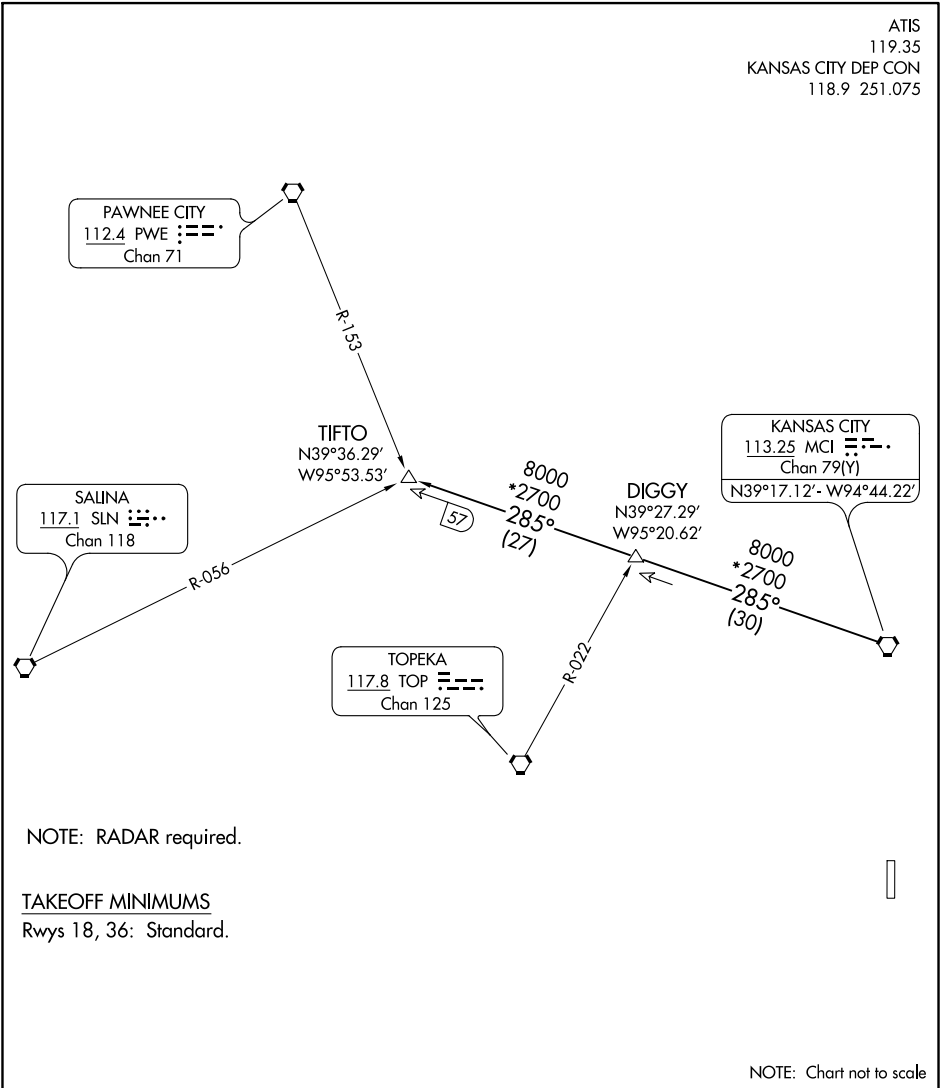 ATIS
119.35
KANSAS CITY DEP CON
118.9 251.075
PAWNEE CITY
112.4 PWE
Chan 71
R-153
TIFTO
N39°36.29′
W95°53.53′
8000
*2700
285°
(27)
57
DIGGY
N39°27.29′
W95°20.62′
KANSAS CITY
113.25 MCI
Chan 79(Y)
N39°17.12′- W94°44.22′
8000
*2700
285°
(30)
SALINA
117.1 SLN
Chan 118
R-056
TOPEKA
117.8 TOP
Chan 125
R-022
NOTE: RADAR required.
TAKEOFF MINIMUMS
Rwys 18, 36: Standard.
NOTE: Chart not to scale